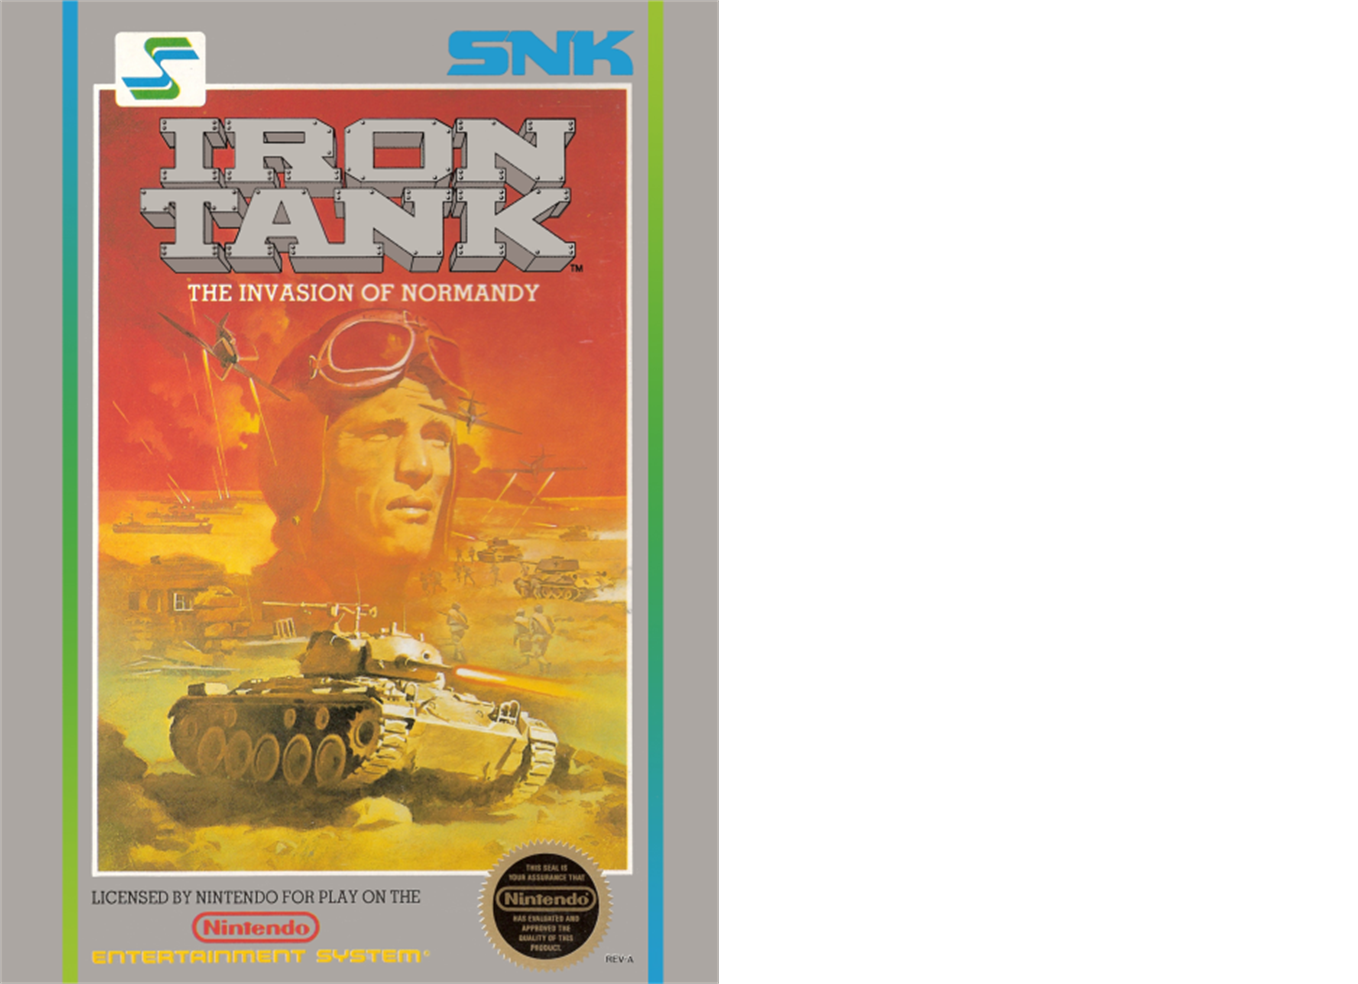 SNK
IRON
TANK
TM
THE INVASION OF NORMANDY
LICENSED BY NINTENDO FOR PLAY ON THE
Nintendo
ENTERTAINMENT SYSTEM®
THIS SEAL IS
YOUR ASSURANCE THAT
Nintendo®
HAS EVALUATED AND
APPROVED THE
QUALITY OF THIS
PRODUCT.
REV-A